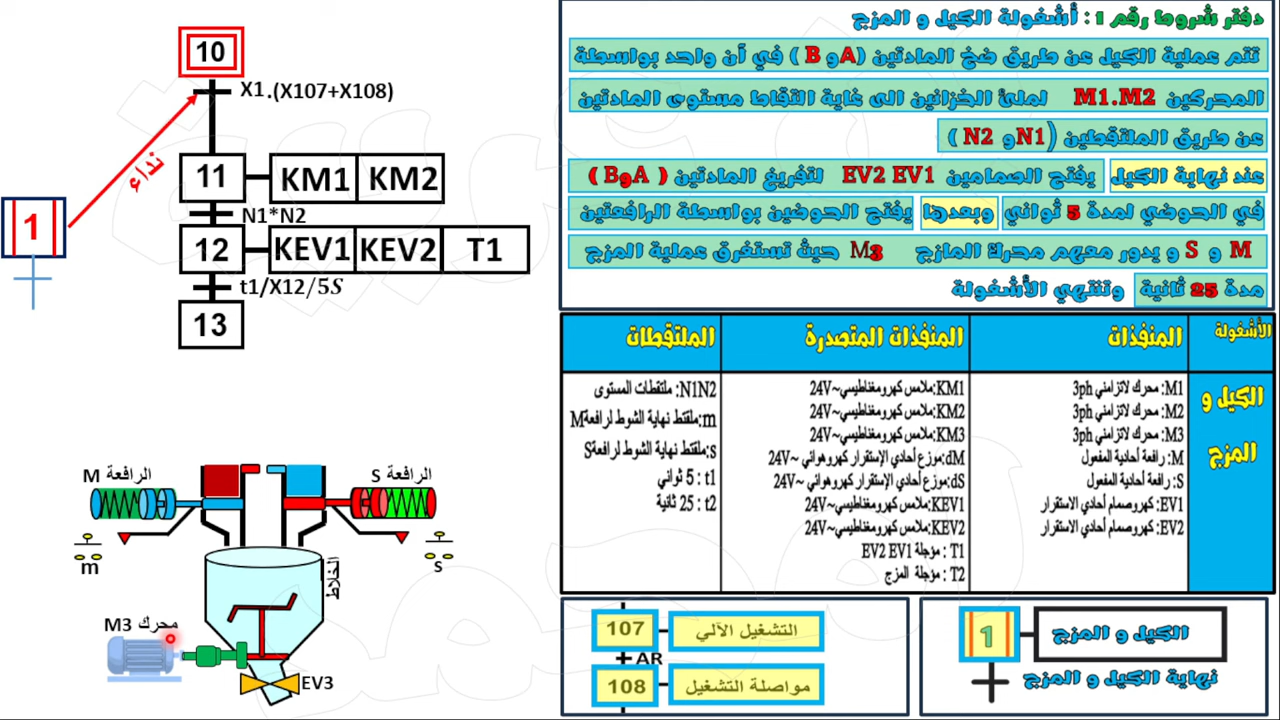 دفتر شروط رقم 1 : أشغولة الكيل و المزج
تتم عملية الكيل عن طريق ضخ المادتين (A و B ) في آن واحد بواسطة
المحركين M1.M2 لملئ الخزانين الى غاية التقاط مستوى المادتين
عن طريق الملتقطين (N1 و N2 )
عند نهاية الكيل يفتح الصمامين EV2 EV1 لتفريغ المادتين ( A و B )
في الحوضي لمدة 5 ثواني وبعدها يفتح الحوضين بواسطة الرافعتين
M و S و يدور معهم محرك المازج M3 حيث تستغرق عملية المزج
مدة 25 ثانية وتنتهي الأشغولة
10
X1.(X107+X108)
نداء
1
11
KM1
KM2
N1*N2
12
KEV1
KEV2
T1
t1/X12/5S
13
الأشغولة
المنفذات
المنفذات المتصدرة
الملتقطات
الكيل و
المزج
M1: محرك لاتزامني 3ph
M2: محرك لاتزامني 3ph
M3: محرك لاتزامني 3ph
M: رافعة أحادية المفعول
S: رافعة أحادية المفعول
EV1: كهروصمام أحادي الاستقرار
EV2: كهروصمام أحادي الاستقرار
KM1:ملامس كهرومغناطيسي~24V
KM2:ملامس كهرومغناطيسي~24V
KM3:ملامس كهرومغناطيسي~24V
dM:موزع أحادي الإستقرار كهروهوائي ~24V
dS:موزع أحادي الإستقرار كهروهوائي ~24V
KEV1:ملامس كهرومغناطيسي~24V
KEV2:ملامس كهرومغناطيسي~24V
T1 : مؤجلة EV2 EV1
T2 : مؤجلة المزج
N1N2: ملتقطات المستوى
m:ملتقط نهاية الشوط لرافعةM
s:ملتقط نهاية الشوط لرافعةS
t1 : 5 ثواني
t2 : 25 ثانية
الرافعة M
الرافعة S
m
s
الخلاط
محرك M3
EV3
107
التشغيل الآلي
AR
108
مواصلة التشغيل
1
الكيل و المزج
نهاية الكيل و المزج